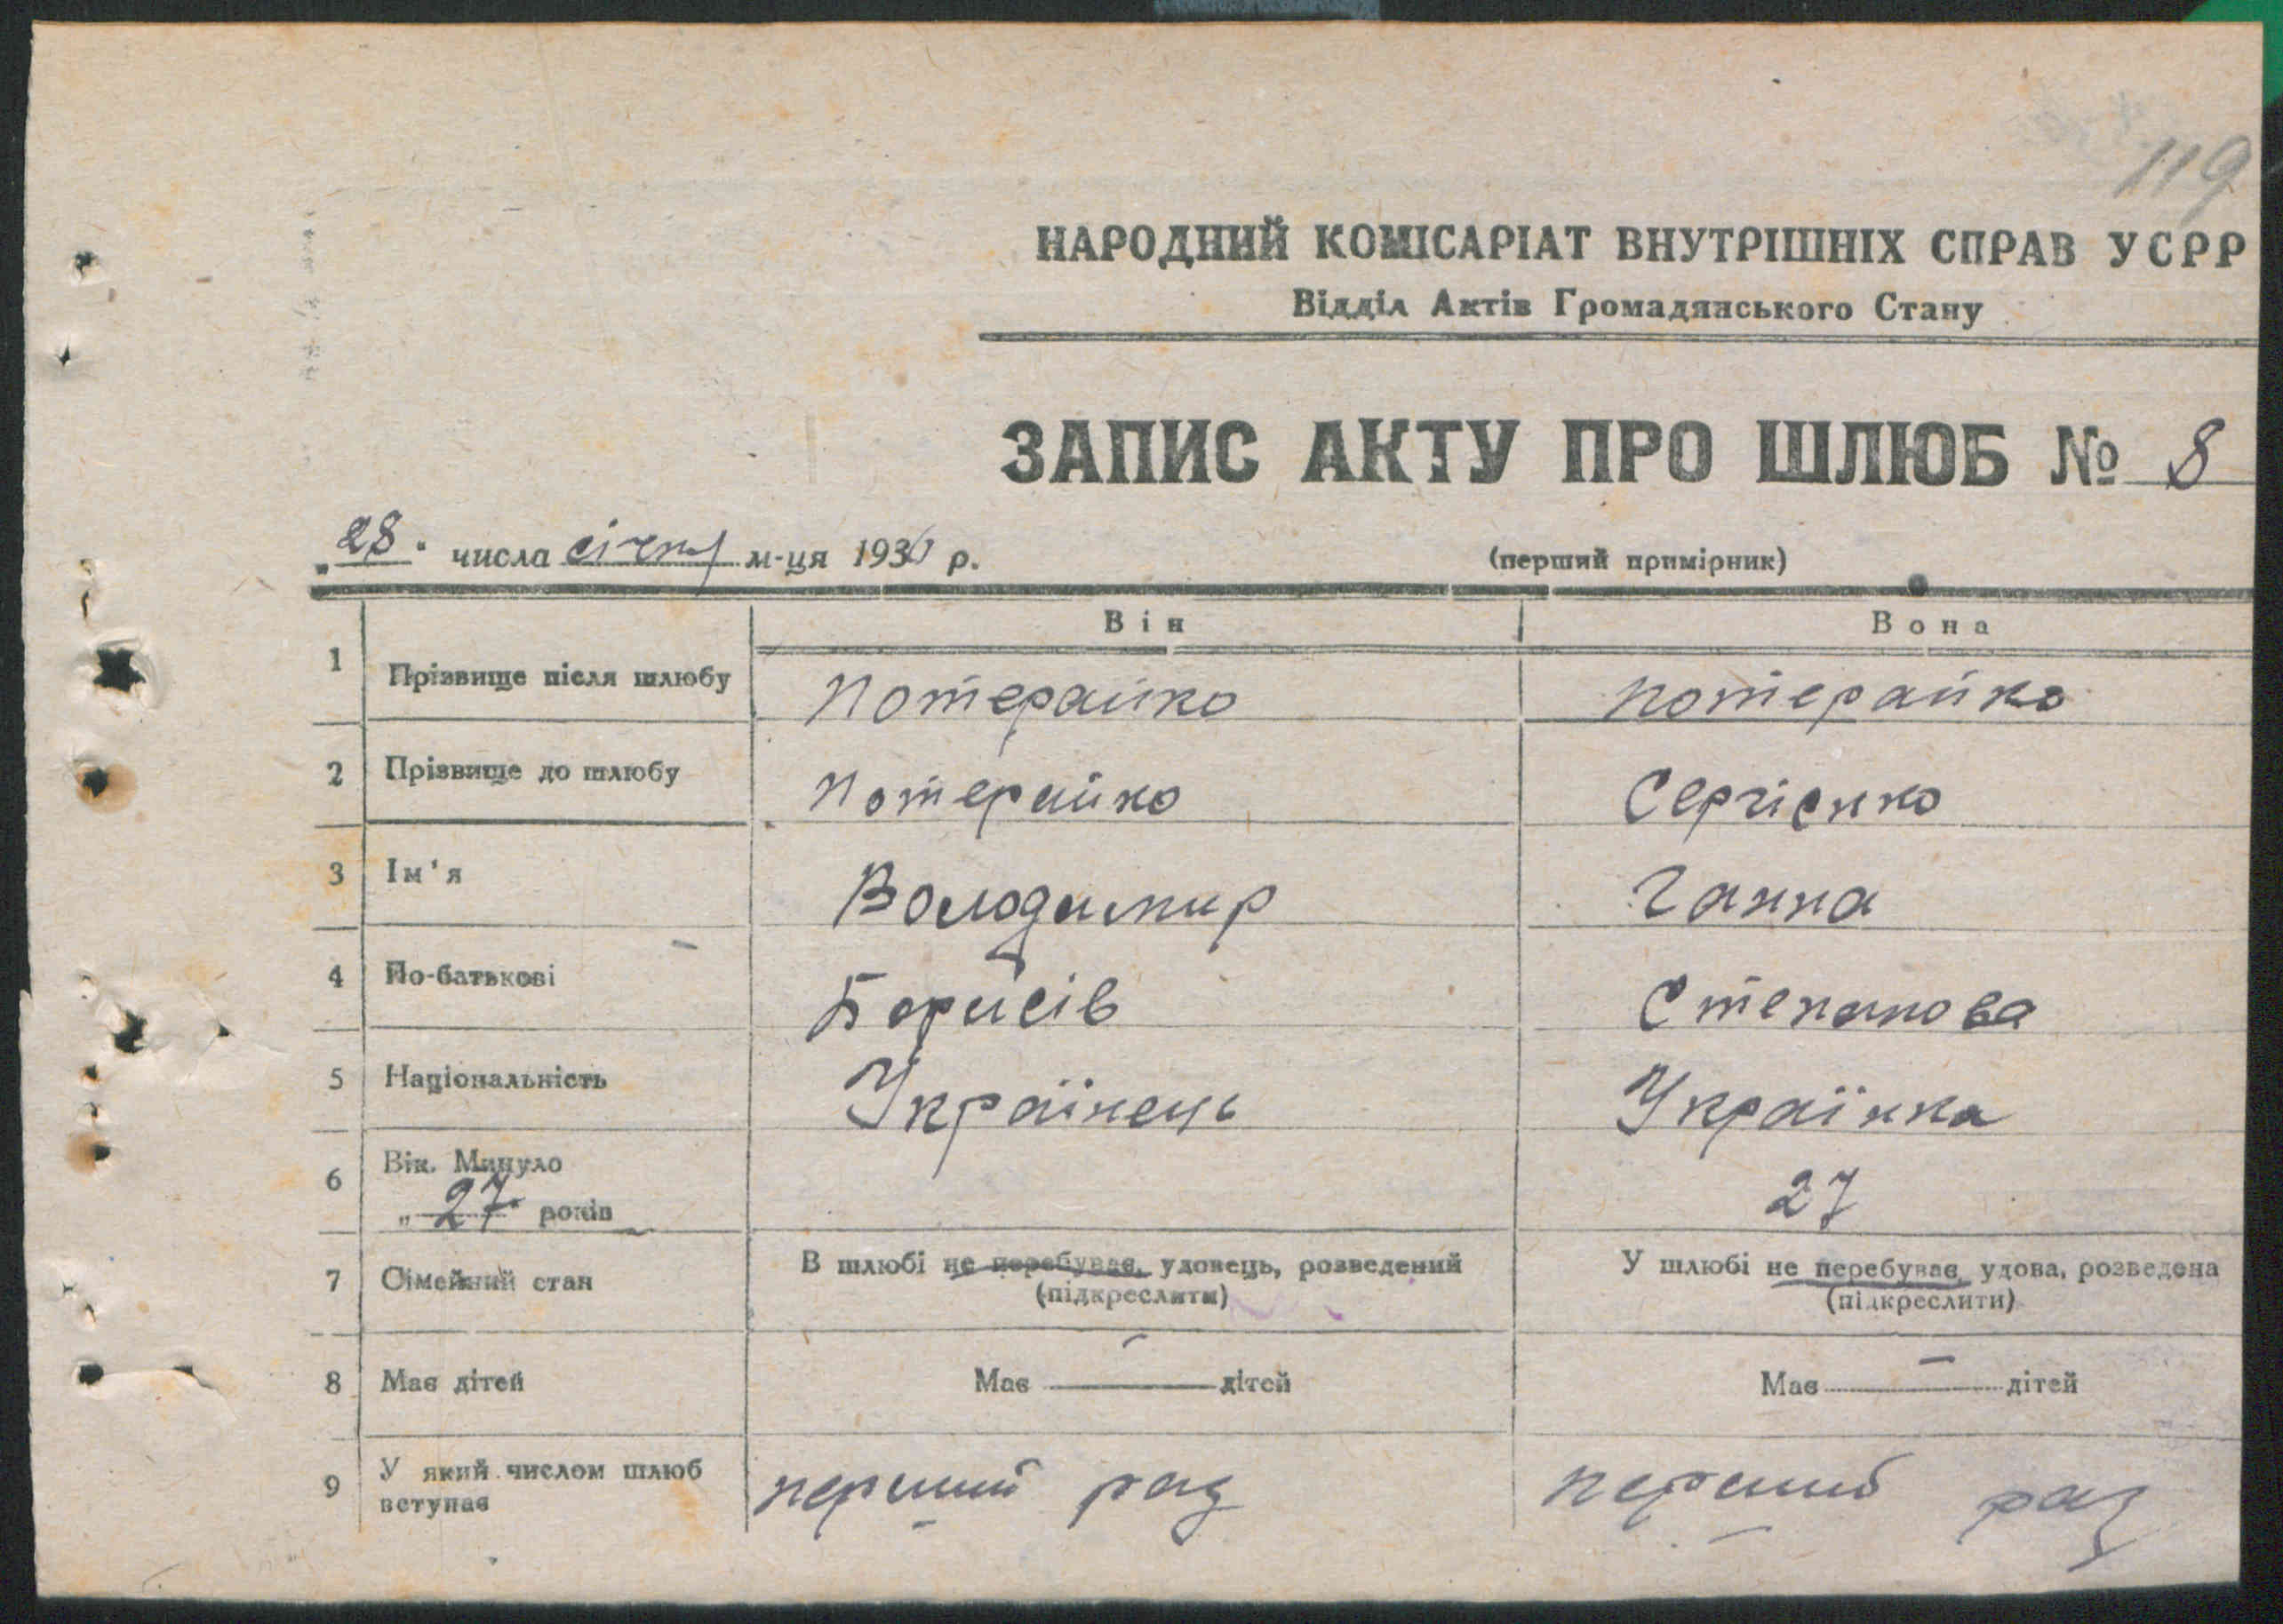 119
НАРОДНИЙ КОМІСАРІАТ ВНУТРІШНІХ СПРАВ УСРР
Відділ Актів Громадянського Стану
ЗАПИС АКТУ ПРО ШЛЮБ № 8
„28“ числа січня м-ця 193 р.
(перший примірник)
Він Вона
1 Прізвище після шлюбу Потерайко Потерайко
2 Прізвище до шлюбу Потерайко Сергієнко
3 Ім'я Володимир Ганна
4 По-батькові Борисів Степанова
5 Національність Українець Українка
6 Вік. Минуло „27“ років 27
7 Сімейний стан В шлюбі не перебуває, удовець, розведений (підкреслити) У шлюбі не перебуває, удова, розведена (підкреслити)
8 Має дітей Має — дітей Має — дітей
9 У який числом шлюб вступає перший раз перший раз